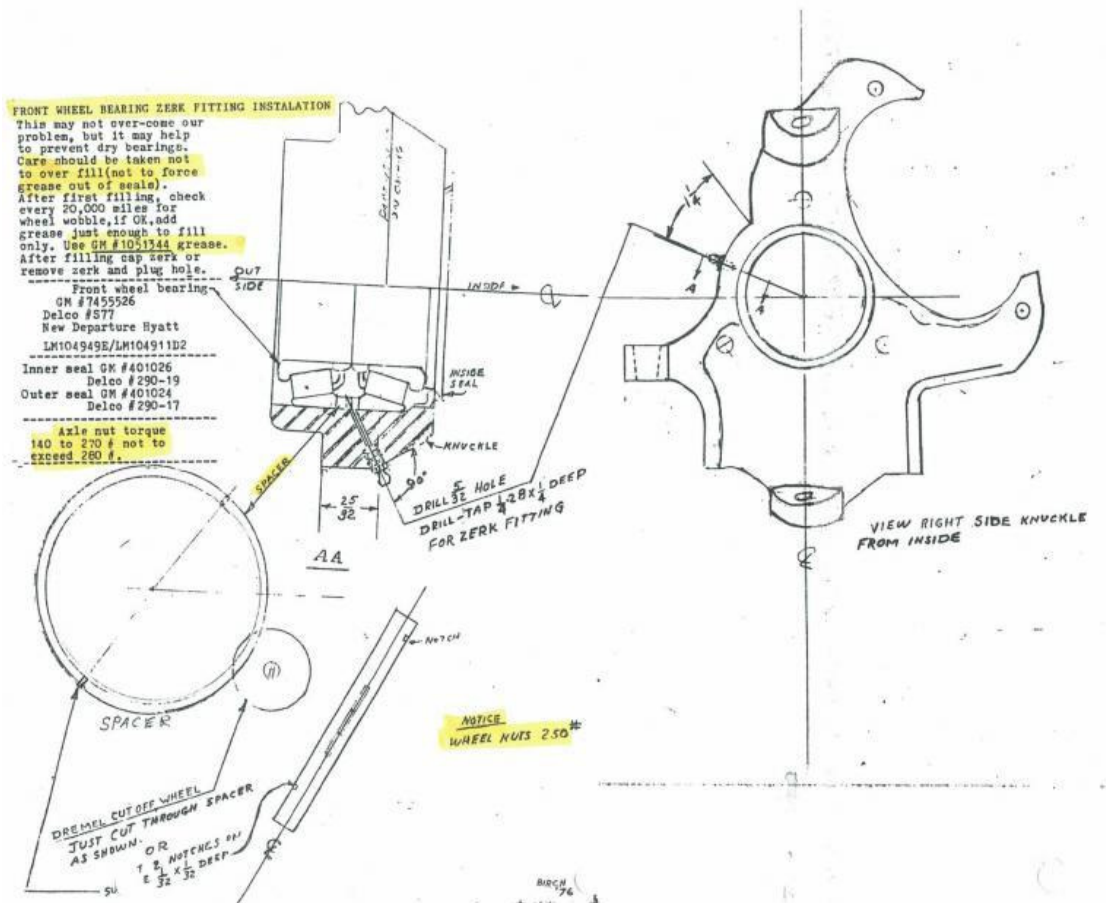 FRONT WHEEL BEARING ZERK FITTING INSTALATION
This may not over-come our
problem, but it may help
to prevent dry bearings.
Care should be taken not
to over fill(not to force
grease out of seals).
After first filling, check
every 20,000 miles for
wheel wobble,if OK,add
grease just enough to fill
only. Use GM #1051344 grease.
After filling cap zerk or
remove zerk and plug hole.
Front wheel bearing
GM #7455526
Delco #S77
New Departure Hyatt
LM104949E/LM104911D2
Inner seal GM #401026
Delco #290-19
Outer seal GM #401024
Delco #290-17
Axle nut torque
140 to 270 # not to
exceed 280 #.
OUT
SIDE
INSIDE
INSIDE
SEAL
KNUCKLE
90°
SPACER
25
32
AA
DRILL 5/32 HOLE
DRILL-TAP 1/4-28 x 1/4 DEEP
FOR ZERK FITTING
1/4
A
A
VIEW RIGHT SIDE KNUCKLE
FROM INSIDE
NOTCH
SPACER
NOTICE
WHEEL NUTS 250#
DREMEL CUT OFF WHEEL
JUST CUT THROUGH SPACER
AS SHOWN.
OR
2 NOTCHES ON
1/32 x 1/32 DEEP
BIRCH
'76